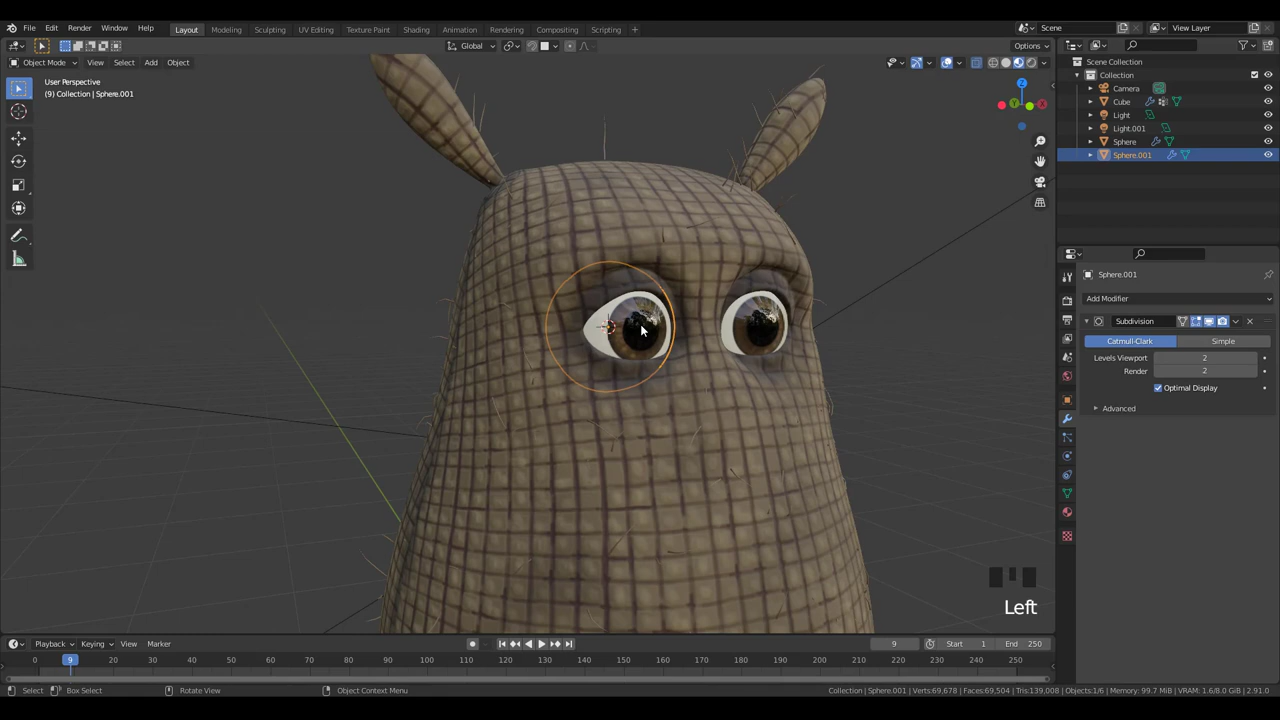 File Edit Render Window Help Layout Modeling Sculpting UV Editing Texture Paint Shading Animation Rendering Compositing Scripting + Scene View Layer
Global Options
Object Mode View Select Add Object
User Perspective
(9) Collection | Sphere.001
Z
X
Y
Scene Collection
Collection
Camera
Cube
Light
Light.001
Sphere
Sphere.001
Sphere.001
Add Modifier
Subdivision
Catmull-Clark Simple
Levels Viewport 2
Render 2
Optimal Display
Advanced
Left
Playback Keying View Marker 9 Start 1 End 250
0 9 20 30 40 50 60 70 80 90 100 110 120 130 140 150 160 170 180 190 200 210 220 230 240 250
Select Box Select Rotate View Object Context Menu Collection | Sphere.001 | Verts:69,678 | Faces:69,504 | Tris:139,008 | Objects:1/6 | Memory: 99.7 MiB | VRAM: 1.6/8.0 GiB | 2.91.0